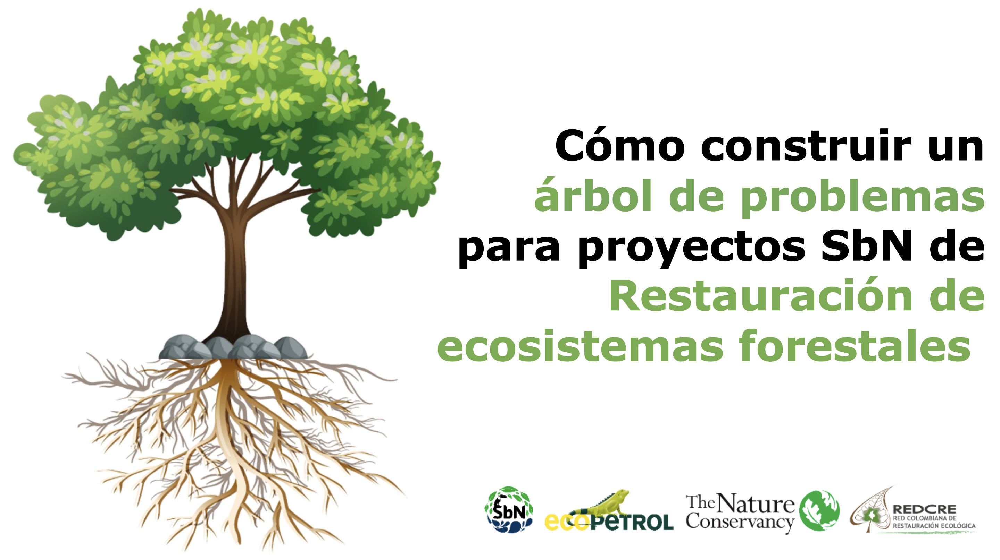 Cómo construir un
árbol de problemas
para proyectos SbN de
Restauración de
ecosistemas forestales
SbN
ecoPETROL
The Nature
Conservancy
REDCRE
RED COLOMBIANA DE
RESTAURACIÓN ECOLÓGICA